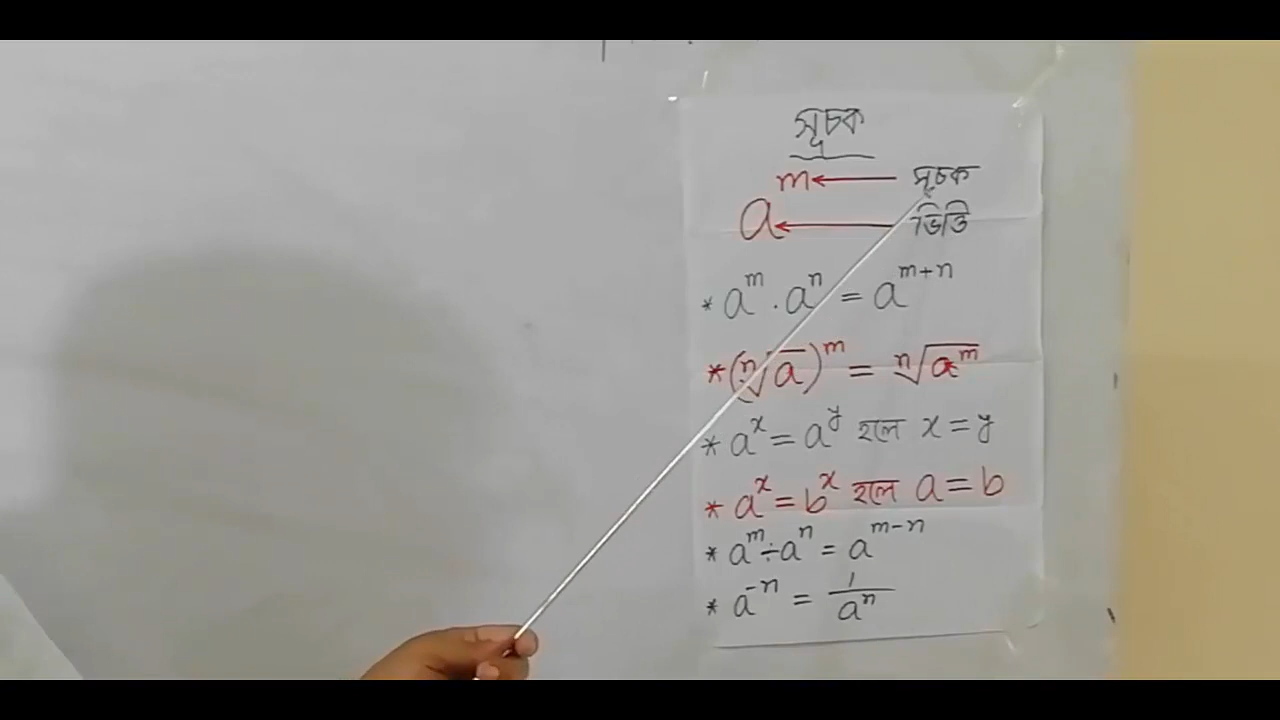 সূচক
m ← সূচক
a ← ভিত্তি
* a^m . a^n = a^{m+n}
* (ⁿ√a)^m = ⁿ√(a^m)
* a^x = a^y হলে x = y
* a^x = b^x হলে a = b
* a^m ÷ a^n = a^{m-n}
* a^{-n} = 1/a^n